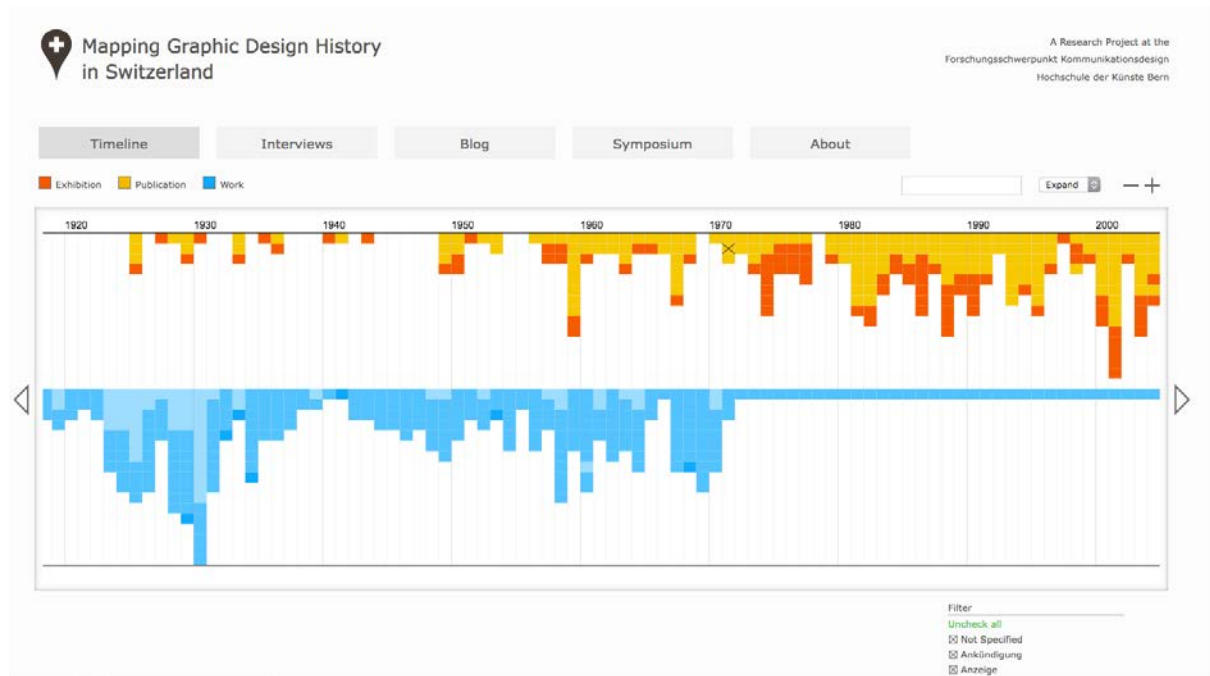 Mapping Graphic Design History
in Switzerland
A Research Project at the
Forschungsschwerpunkt Kommunikationsdesign
Hochschule der Künste Bern
Timeline
Interviews
Blog
Symposium
About
Exhibition
Publication
Work
Expand
1920 1930 1940 1950 1960 1970 1980 1990 2000
Filter
Uncheck all
Not Specified
Ankündigung
Anzeige